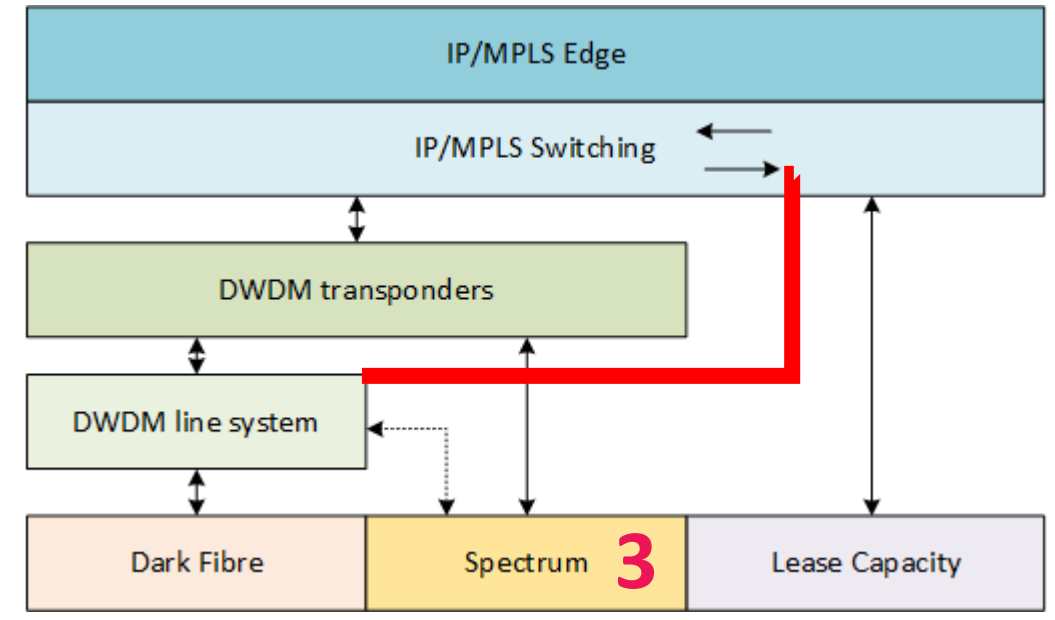 IP/MPLS Edge
IP/MPLS Switching
DWDM transponders
DWDM line system
Dark Fibre
Spectrum 3
Lease Capacity